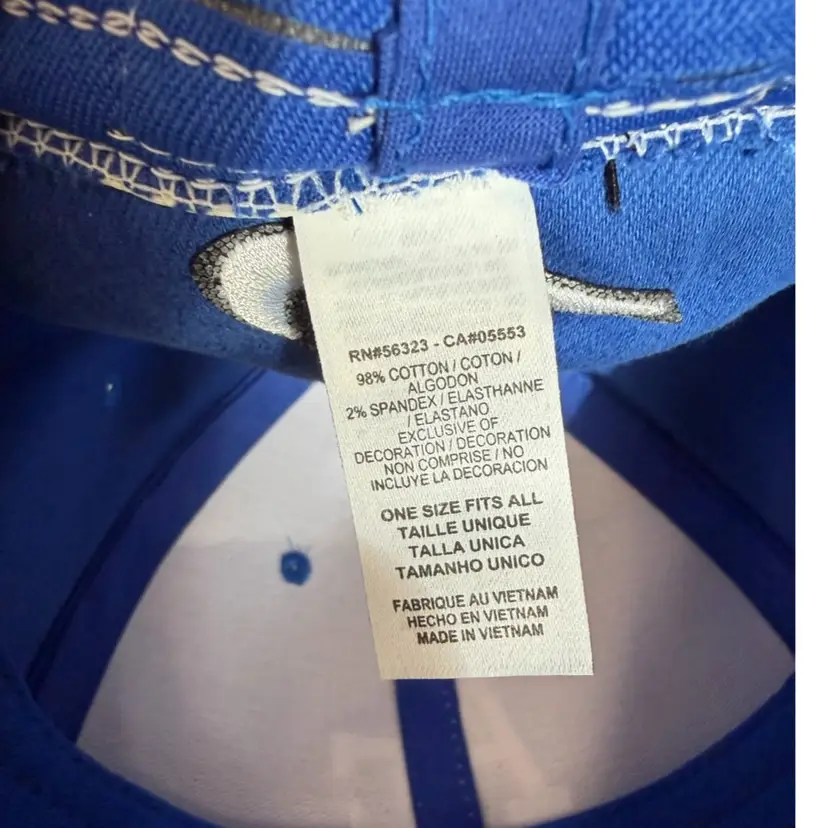 RN#56323 - CA#05553
98% COTTON / COTON /
ALGODON
2% SPANDEX / ELASTHANNE
/ ELASTANO
EXCLUSIVE OF
DECORATION / DECORATION
NON COMPRISE / NO
INCLUYE LA DECORACION
ONE SIZE FITS ALL
TAILLE UNIQUE
TALLA UNICA
TAMANHO UNICO
FABRIQUE AU VIETNAM
HECHO EN VIETNAM
MADE IN VIETNAM